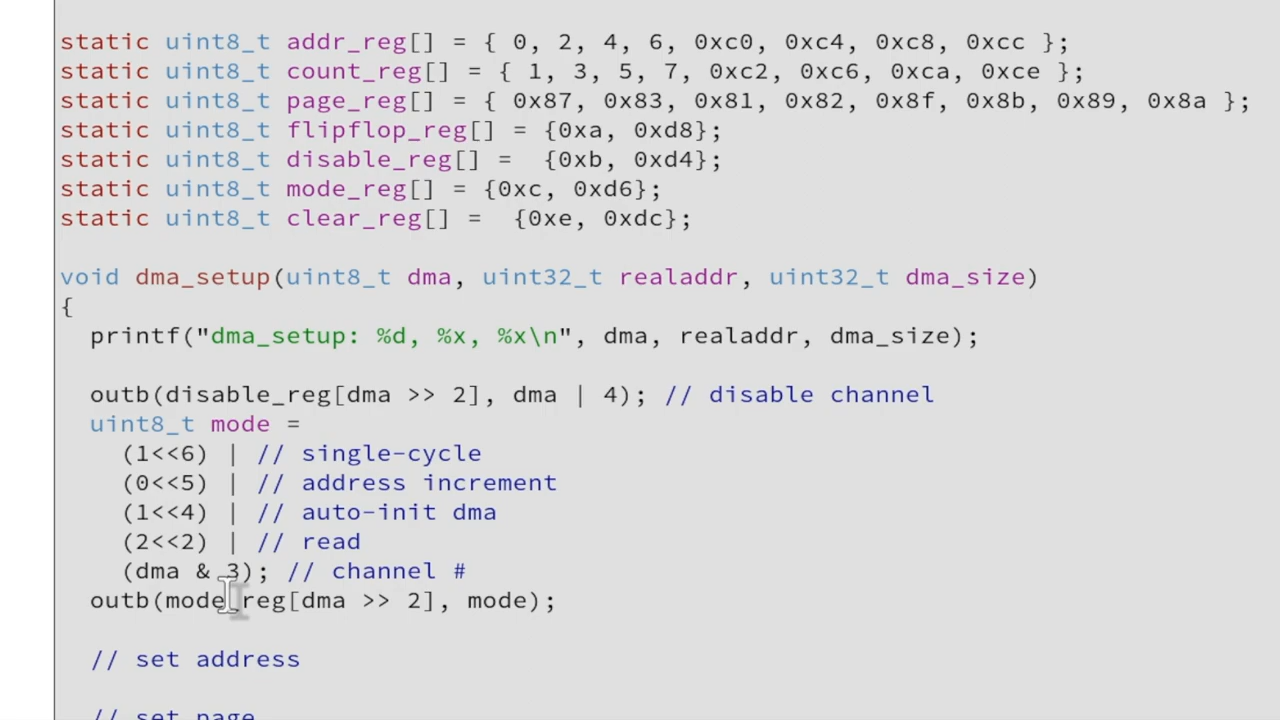 static uint8_t addr_reg[] = { 0, 2, 4, 6, 0xc0, 0xc4, 0xc8, 0xcc };
static uint8_t count_reg[] = { 1, 3, 5, 7, 0xc2, 0xc6, 0xca, 0xce };
static uint8_t page_reg[] = { 0x87, 0x83, 0x81, 0x82, 0x8f, 0x8b, 0x89, 0x8a };
static uint8_t flipflop_reg[] = {0xa, 0xd8};
static uint8_t disable_reg[] =  {0xb, 0xd4};
static uint8_t mode_reg[] = {0xc, 0xd6};
static uint8_t clear_reg[] =  {0xe, 0xdc};
void dma_setup(uint8_t dma, uint32_t realaddr, uint32_t dma_size)
{
  printf("dma_setup: %d, %x, %x\n", dma, realaddr, dma_size);
  outb(disable_reg[dma >> 2], dma | 4); // disable channel
  uint8_t mode =
    (1<<6) | // single-cycle
    (0<<5) | // address increment
    (1<<4) | // auto-init dma
    (2<<2) | // read
    (dma & 3); // channel #
  outb(mode_reg[dma >> 2], mode);
  // set address
  // set page